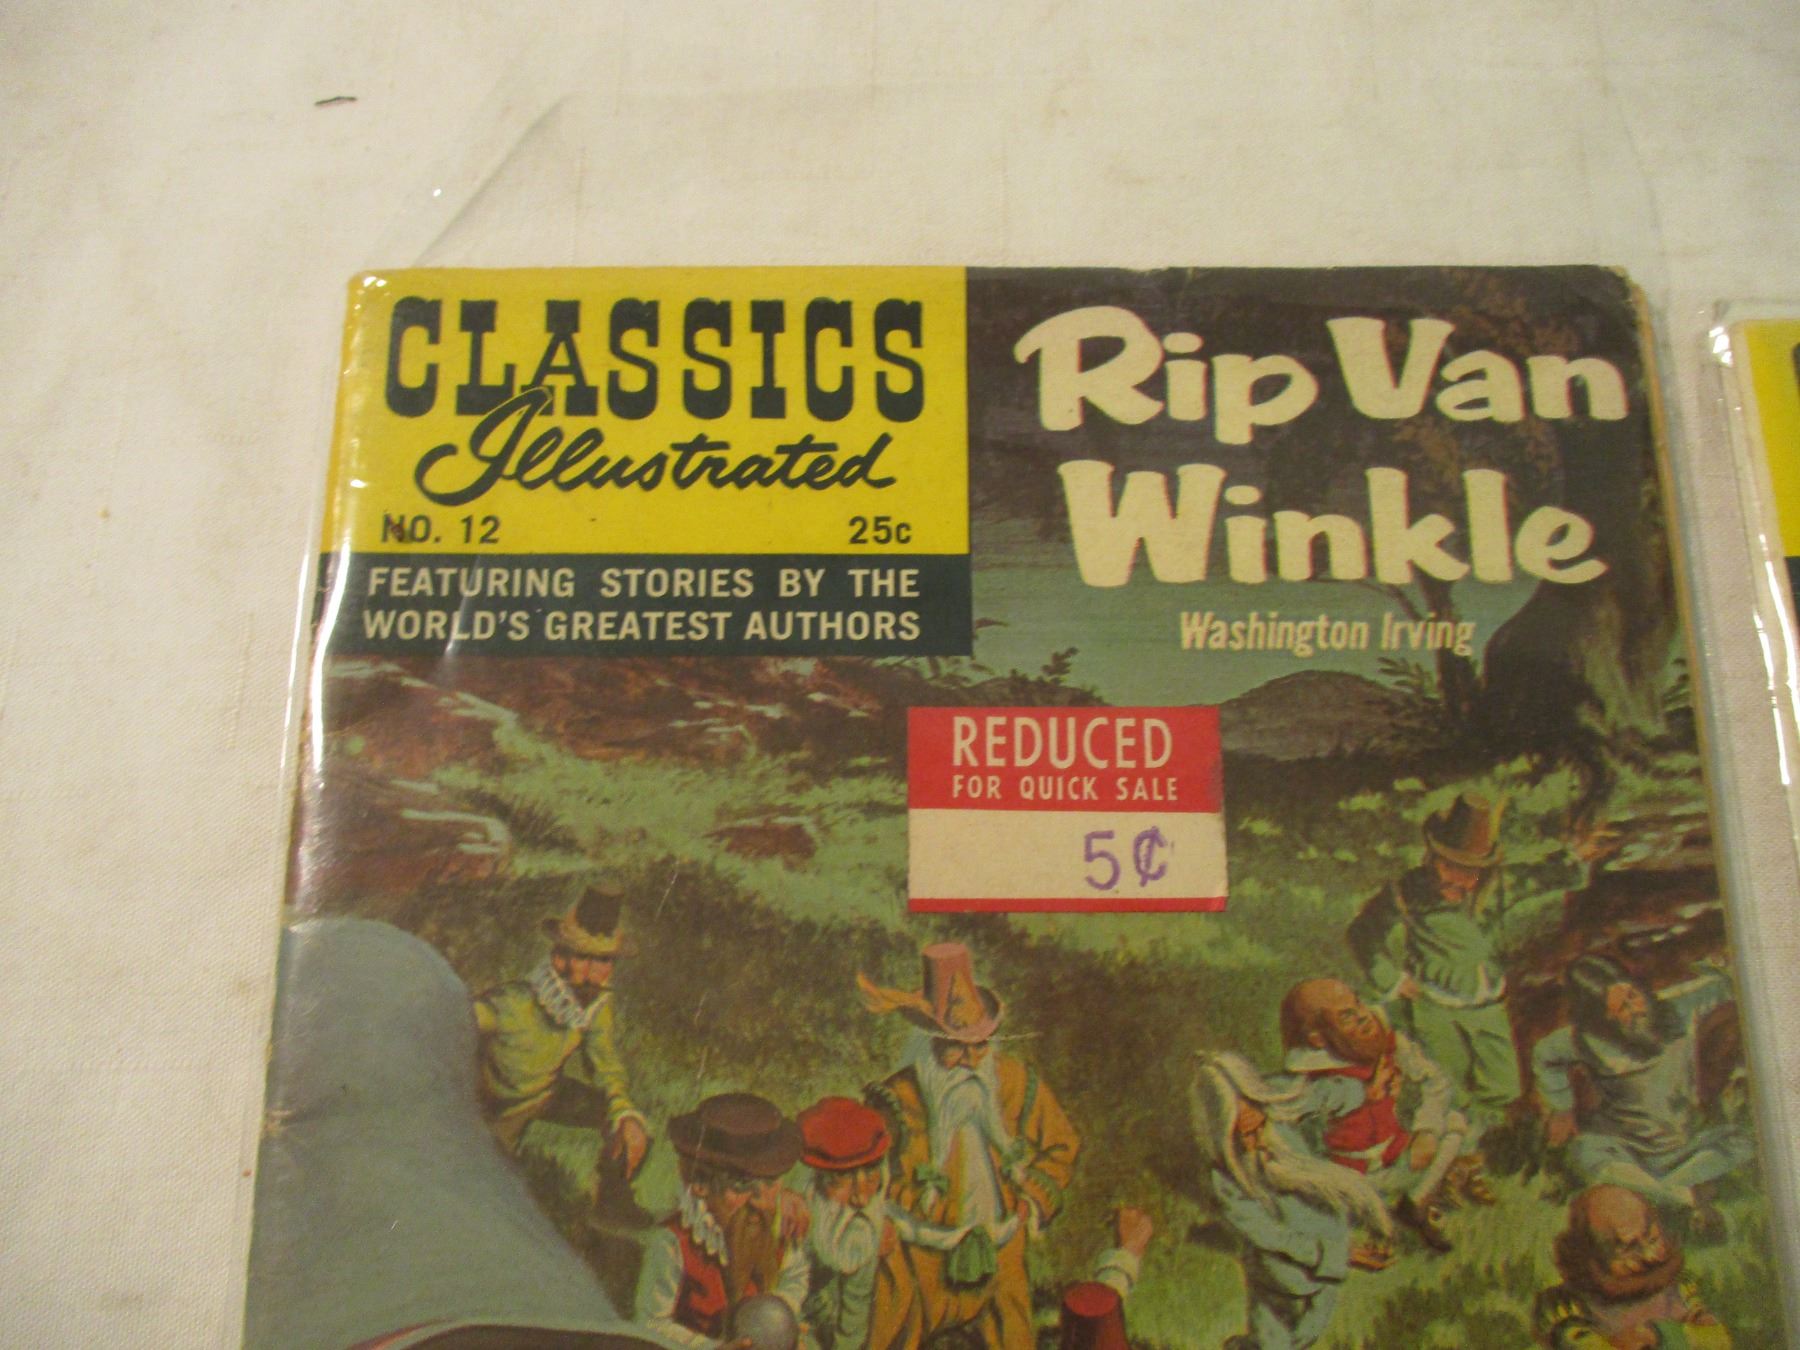 CLASSICS
Illustrated
NO. 12 25c
FEATURING STORIES BY THE
WORLD'S GREATEST AUTHORS
Rip Van
Winkle
Washington Irving
REDUCED
FOR QUICK SALE
5¢